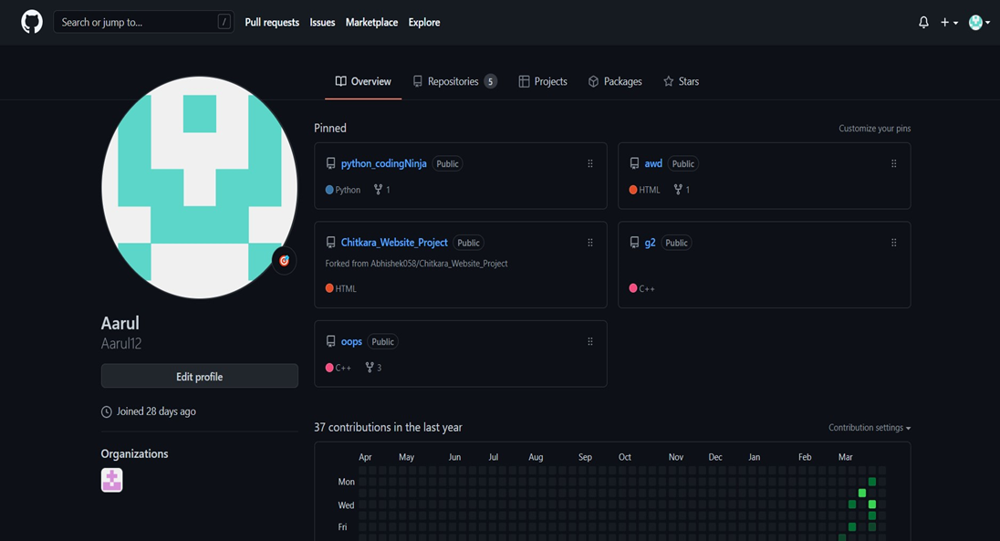 Search or jump to... /
Pull requests Issues Marketplace Explore
Overview Repositories 5 Projects Packages Stars
Aarul
Aarul12
Edit profile
Joined 28 days ago
Organizations
Pinned Customize your pins
python_codingNinja Public
Python 1
awd Public
HTML 1
Chitkara_Website_Project Public
Forked from Abhishek058/Chitkara_Website_Project
HTML
g2 Public
C++
oops Public
C++ 3
37 contributions in the last year Contribution settings
Apr May Jun Jul Aug Sep Oct Nov Dec Jan Feb Mar
Mon
Wed
Fri